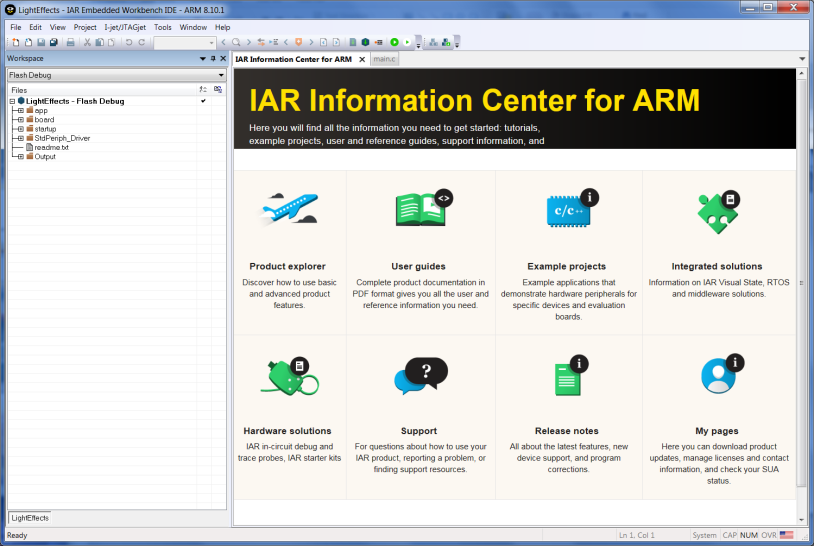 LightEffects - IAR Embedded Workbench IDE - ARM 8.10.1
File Edit View Project I-jet/JTAGjet Tools Window Help
Workspace
IAR Information Center for ARM
main.c
Flash Debug
Files
LightEffects - Flash Debug
app
board
startup
StdPeriph_Driver
readme.txt
Output
IAR Information Center for ARM
Here you will find all the information you need to get started: tutorials,
example projects, user and reference guides, support information, and
<>
i
c/c++
Product explorer
Discover how to use basic
and advanced product
features.
User guides
Complete product documentation in
PDF format gives you all the user and
reference information you need.
Example projects
Example applications that
demonstrate hardware peripherals for
specific devices and evaluation
boards.
Integrated solutions
Information on IAR Visual State, RTOS
and middleware solutions.
?
i
i
Hardware solutions
IAR in-circuit debug and
trace probes, IAR starter kits
Support
For questions about how to use your
IAR product, reporting a problem, or
finding support resources.
Release notes
All about the latest features, new
device support, and program
corrections.
My pages
Here you can download product
updates, manage licenses and contact
information, and check your SUA
status.
LightEffects
Ready
Ln 1, Col 1
System
CAP NUM OVR